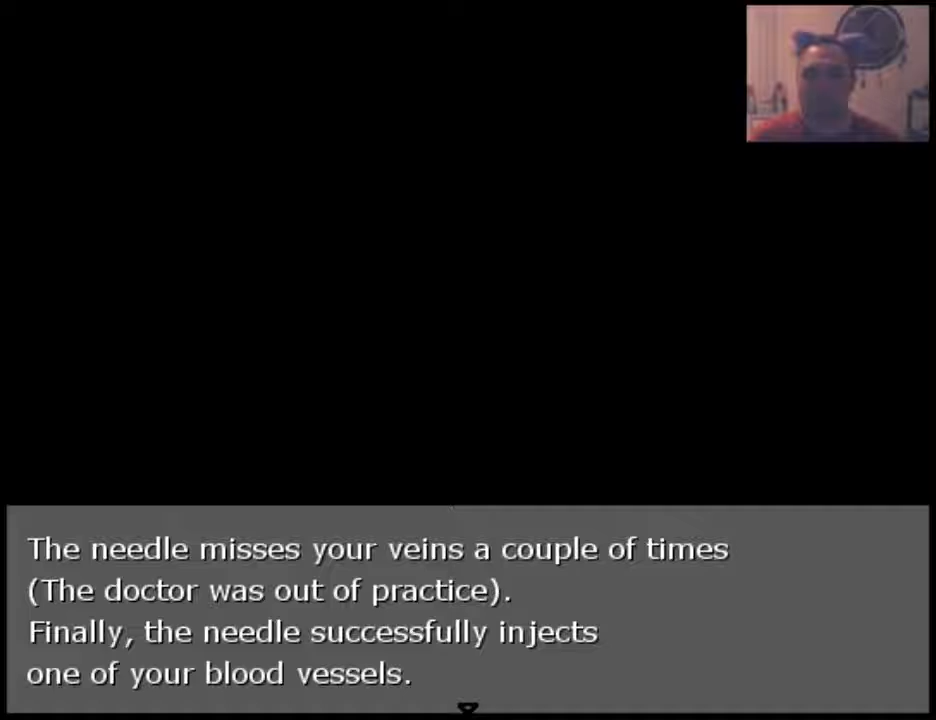 The needle misses your veins a couple of times
(The doctor was out of practice).
Finally, the needle successfully injects
one of your blood vessels.